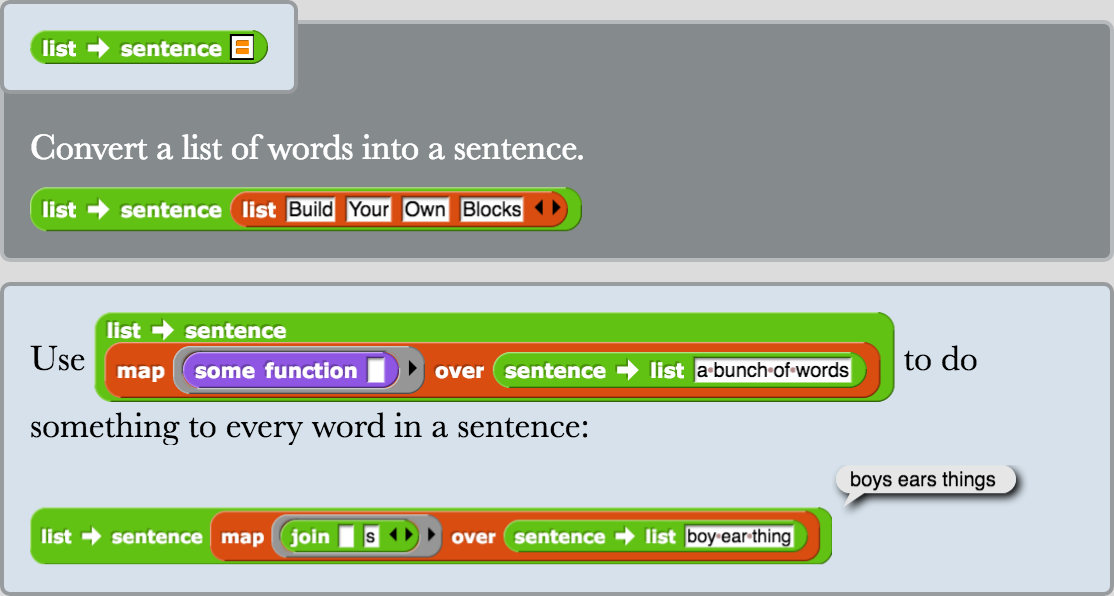 list → sentence
Convert a list of words into a sentence.
list → sentence list Build Your Own Blocks
list → sentence
Use map some function over sentence → list a•bunch•of•words to do
something to every word in a sentence:
boys ears things
list → sentence map join s over sentence → list boy•ear•thing